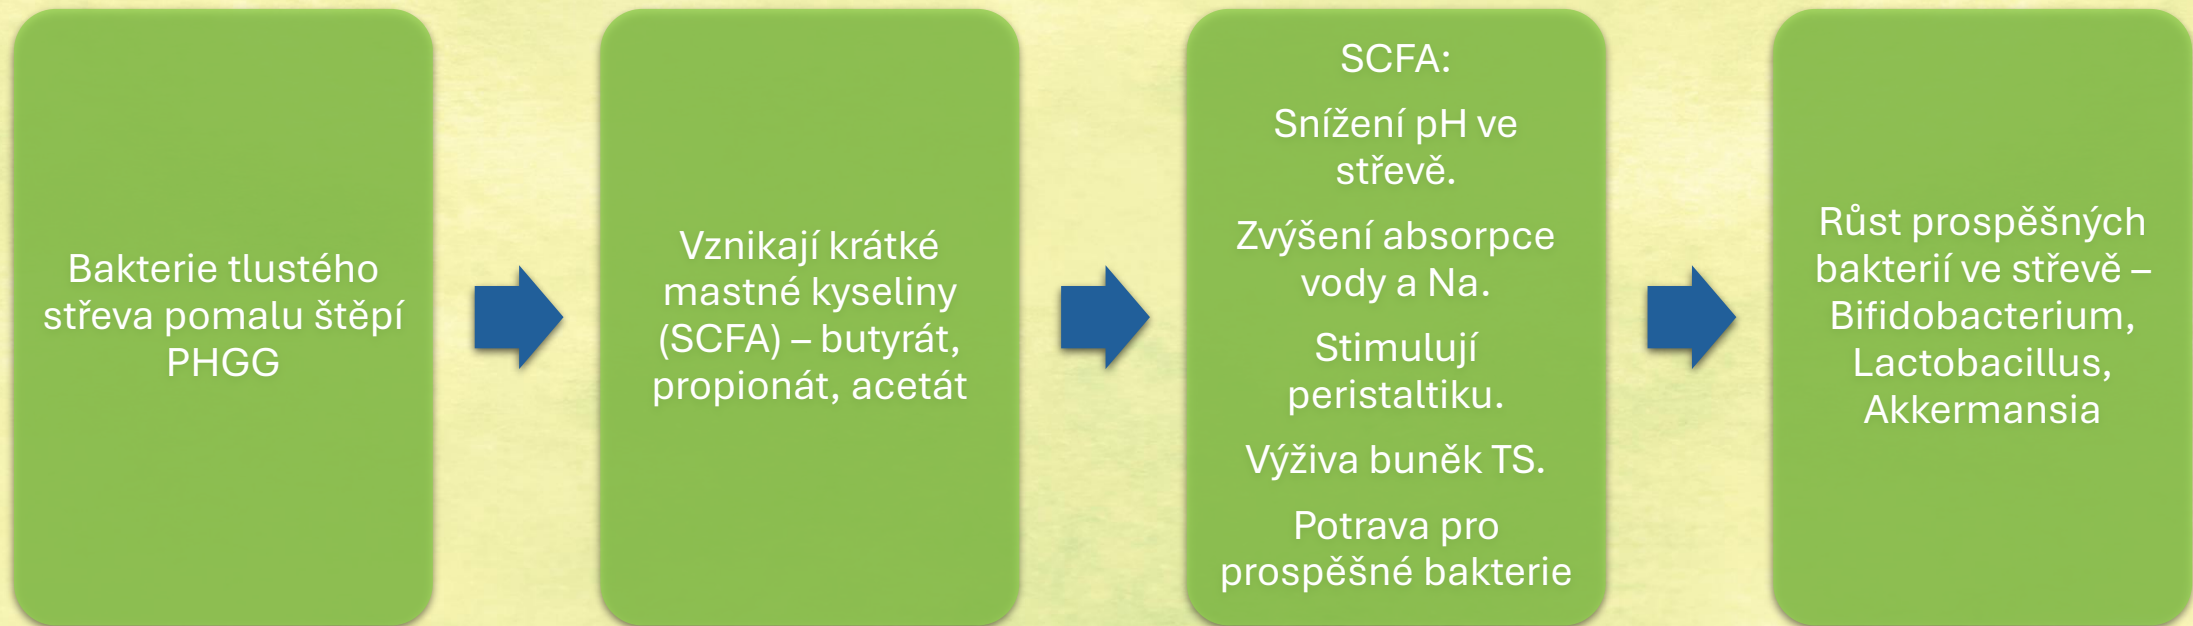 Bakterie tlustého
střeva pomalu štěpí
PHGG
Vznikají krátké
mastné kyseliny
(SCFA) – butyrát,
propionát, acetát
SCFA:
Snížení pH ve
střevě.
Zvýšení absorpce
vody a Na.
Stimulují
peristaltiku.
Výživa buněk TS.
Potrava pro
prospěšné bakterie
Růst prospěšných
bakterií ve střevě –
Bifidobacterium,
Lactobacillus,
Akkermansia